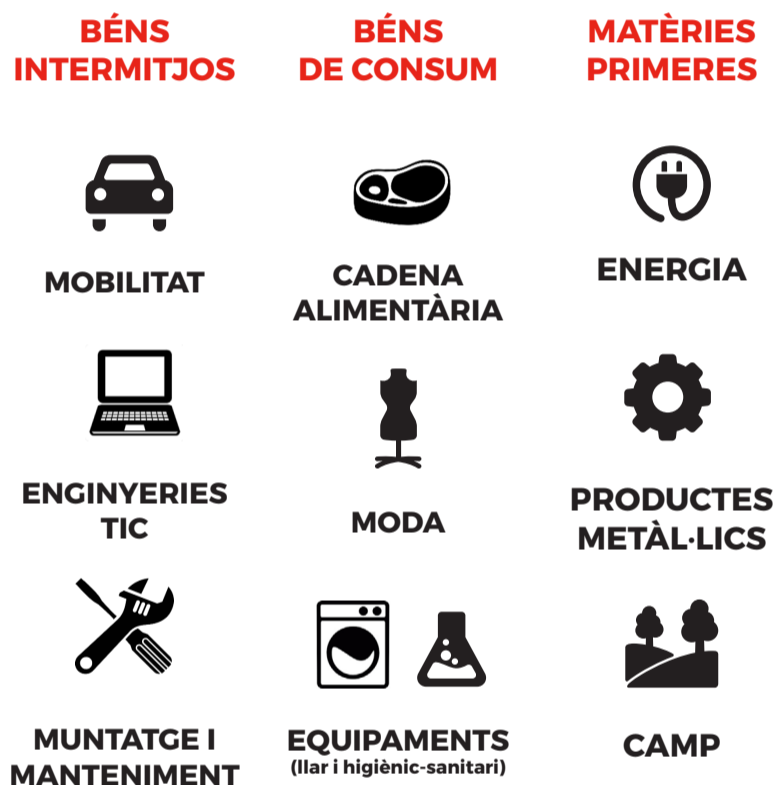 BÉNS
INTERMITJOS
BÉNS
DE CONSUM
MATÈRIES
PRIMERES
MOBILITAT
CADENA
ALIMENTÀRIA
ENERGIA
ENGINYERIES
TIC
MODA
PRODUCTES
METÀL·LICS
MUNTATGE I
MANTENIMENT
EQUIPAMENTS
(llar i higiènic-sanitari)
CAMP